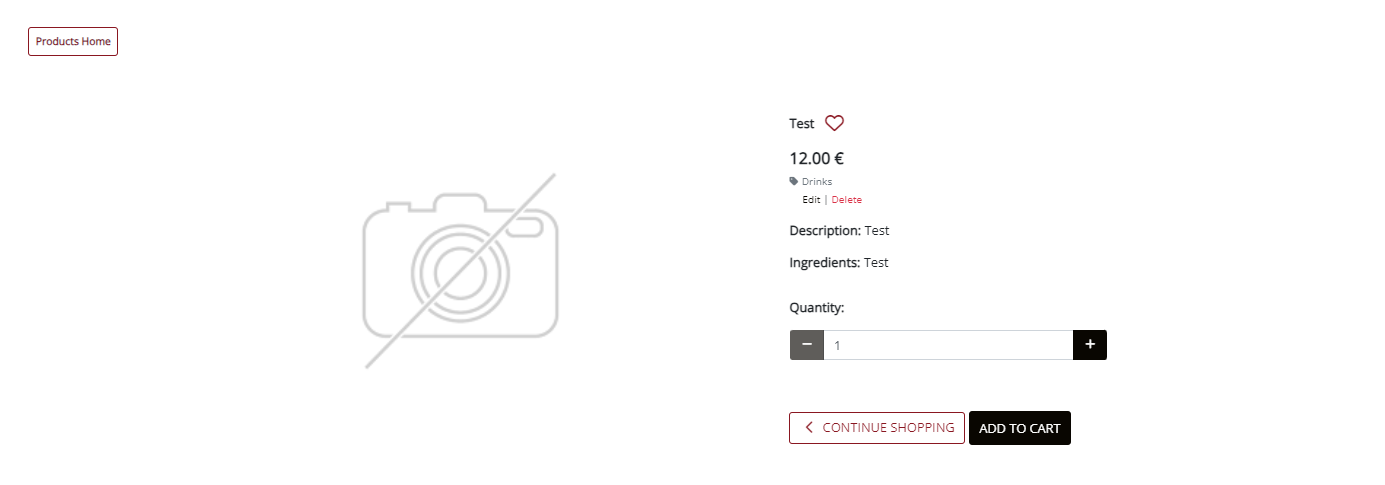 Products Home
Test
12.00 €
Drinks
Edit | Delete
Description: Test
Ingredients: Test
Quantity:
1
CONTINUE SHOPPING
ADD TO CART